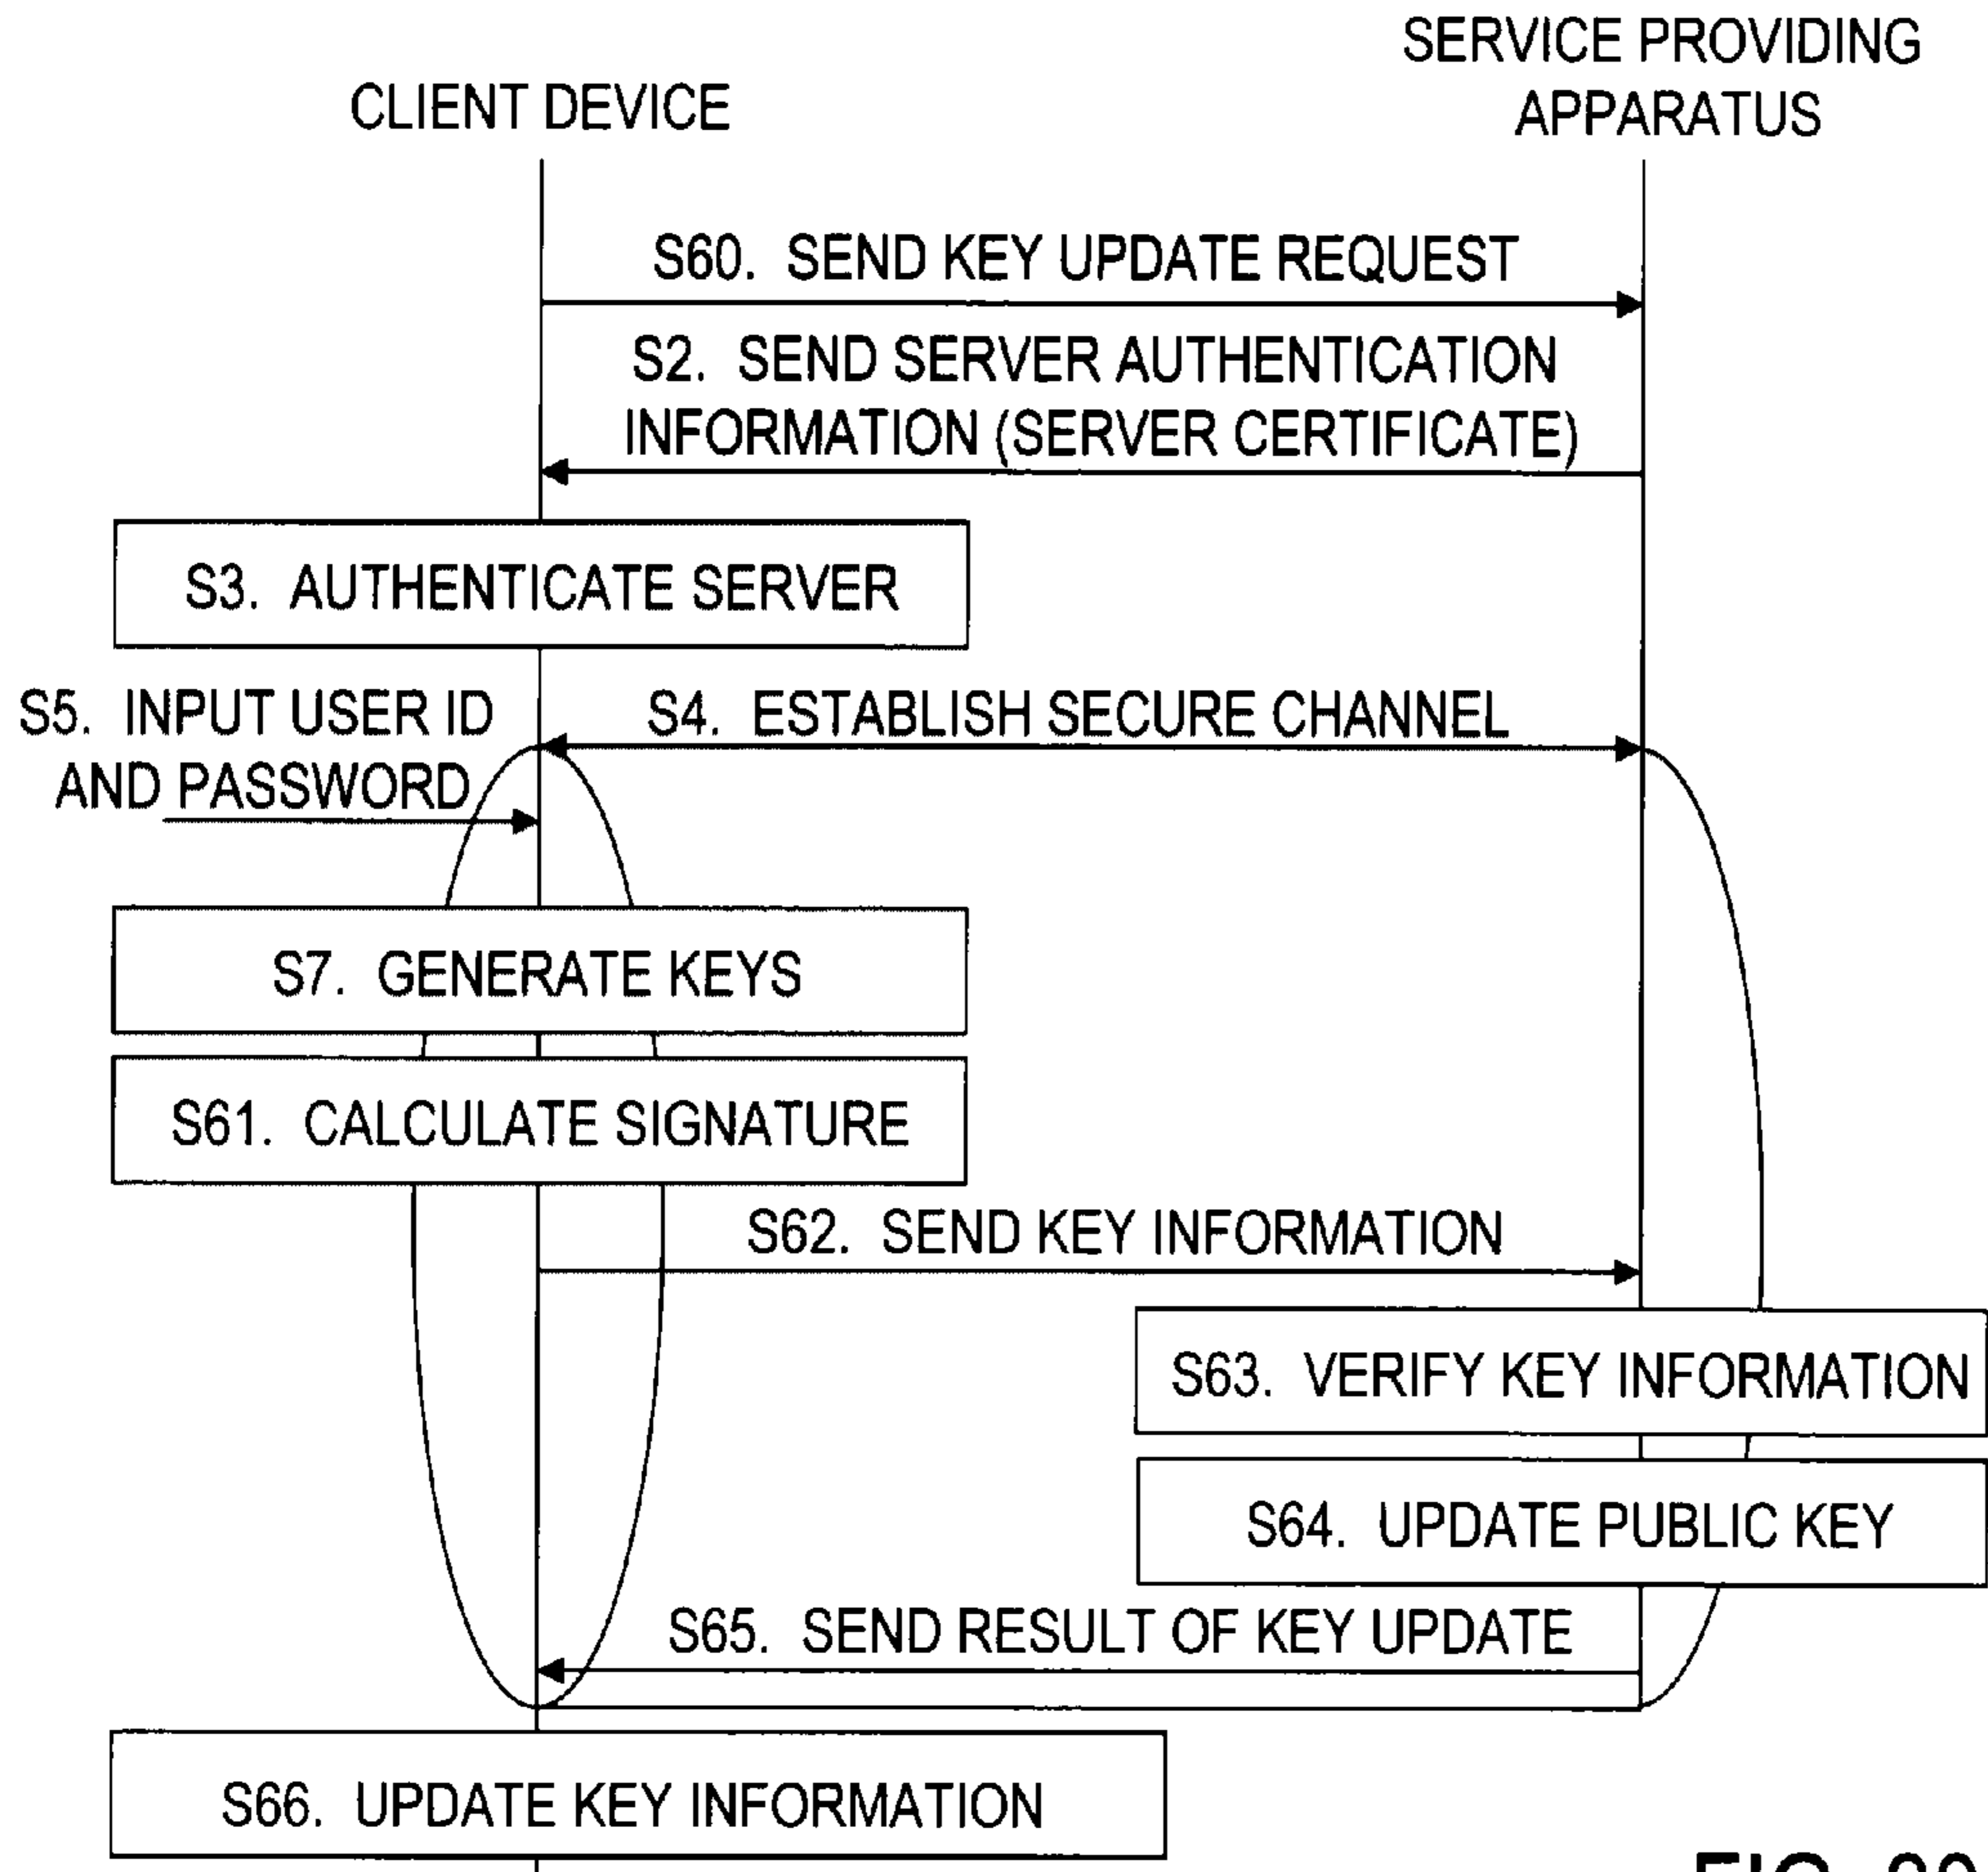 SERVICE PROVIDING
APPARATUS
CLIENT DEVICE
S60. SEND KEY UPDATE REQUEST
S2. SEND SERVER AUTHENTICATION
INFORMATION (SERVER CERTIFICATE)
S3. AUTHENTICATE SERVER
S5. INPUT USER ID
AND PASSWORD
S4. ESTABLISH SECURE CHANNEL
S7. GENERATE KEYS
S61. CALCULATE SIGNATURE
S62. SEND KEY INFORMATION
S63. VERIFY KEY INFORMATION
S64. UPDATE PUBLIC KEY
S65. SEND RESULT OF KEY UPDATE
S66. UPDATE KEY INFORMATION
FIG.